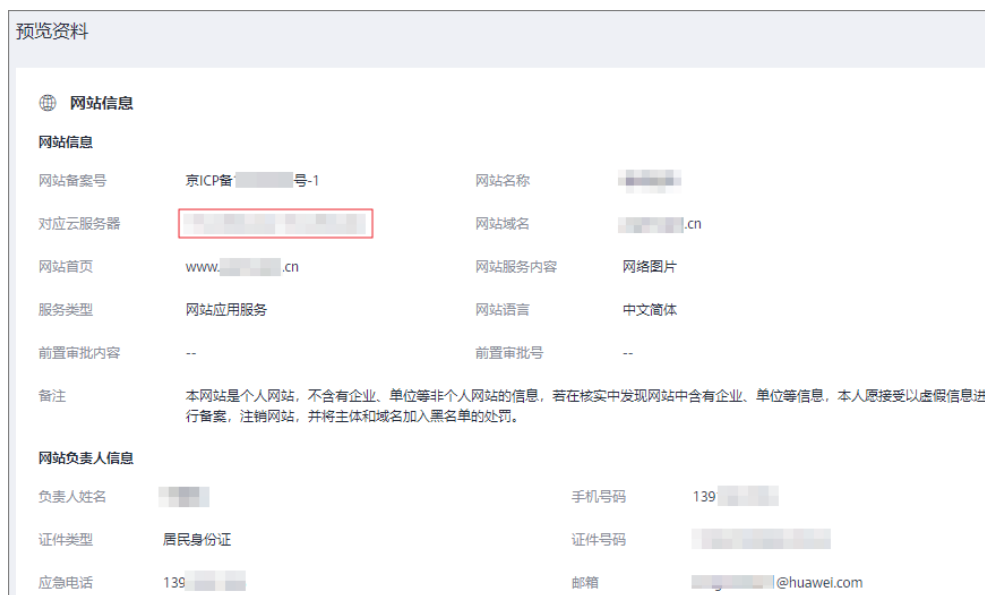 预览资料
网站信息
网站信息
网站备案号 京ICP备 号-1 网站名称
对应云服务器 网站域名 .cn
网站首页 www. .cn 网站服务内容 网络图片
服务类型 网站应用服务 网站语言 中文简体
前置审批内容 -- 前置审批号 --
备注 本网站是个人网站，不含有企业、单位等非个人网站的信息，若在核实中发现网站中含有企业、单位等信息，本人愿接受以虚假信息进
行备案，注销网站，并将主体和域名加入黑名单的处罚。
网站负责人信息
负责人姓名 手机号码 139
证件类型 居民身份证 证件号码
应急电话 139 邮箱 @huawei.com